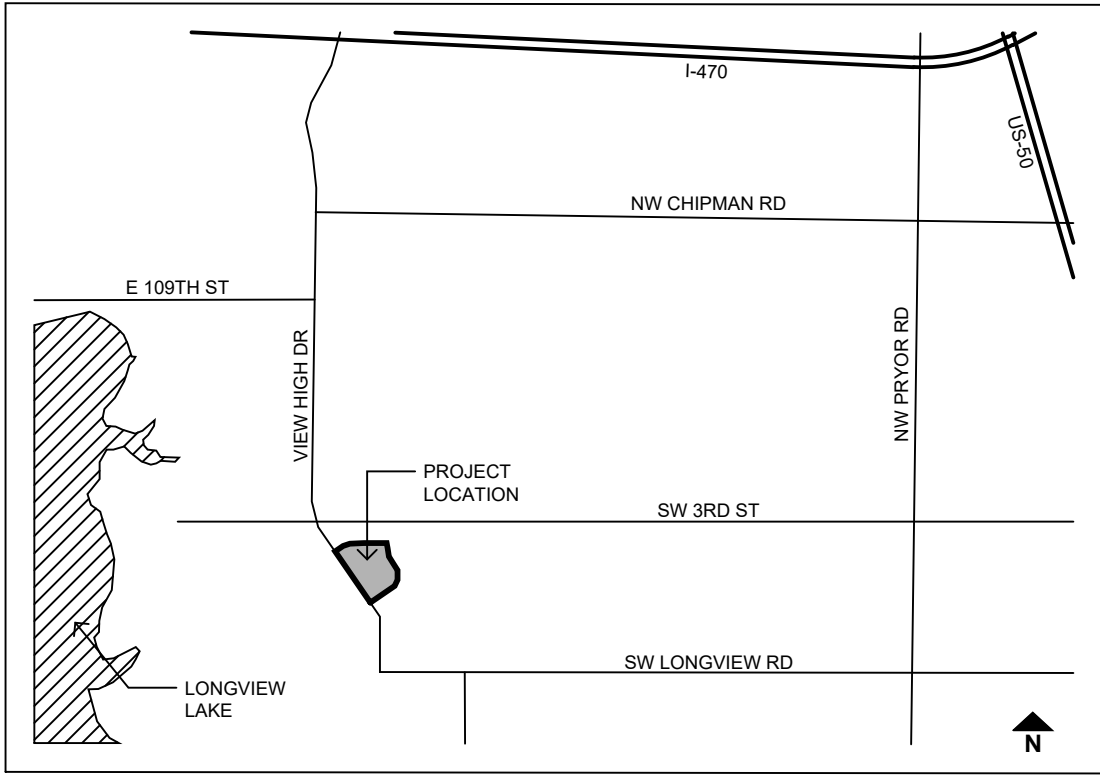 I-470
US-50
NW CHIPMAN RD
E 109TH ST
VIEW HIGH DR
NW PRYOR RD
PROJECT
LOCATION
SW 3RD ST
SW LONGVIEW RD
LONGVIEW
LAKE
N